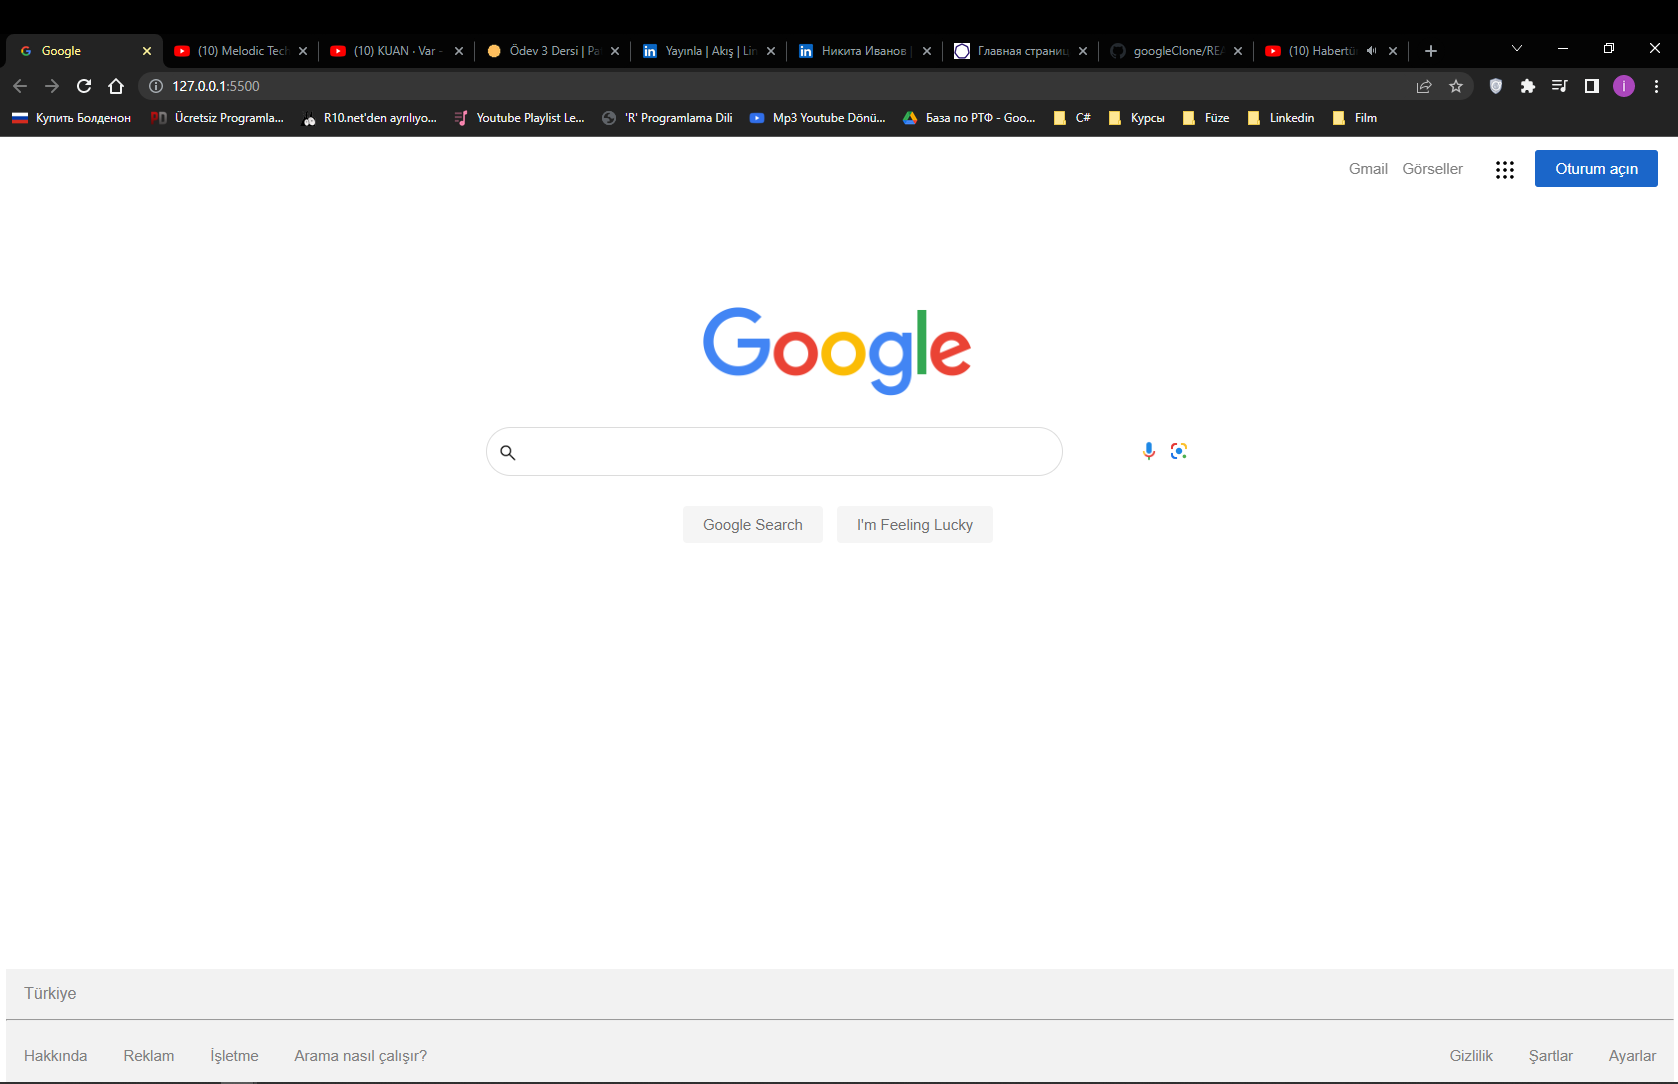 Google (10) Melodic Tech (10) KUAN - Var - Ödev 3 Dersi | Pa Yayınla | Akış | Lin Никита Иванов | Главная страниц googleClone/REA (10) Habertü
127.0.0.1:5500
Купить Болденон Ücretsiz Programla... R10.net'den ayrılıyo... Youtube Playlist Le... 'R' Programlama Dili Mp3 Youtube Dönü... База по РТФ - Goo... C# Курсы Füze Linkedin Film
Gmail Görseller Oturum açın
Google
Google Search I'm Feeling Lucky
Türkiye
Hakkında Reklam İşletme Arama nasıl çalışır? Gizlilik Şartlar Ayarlar